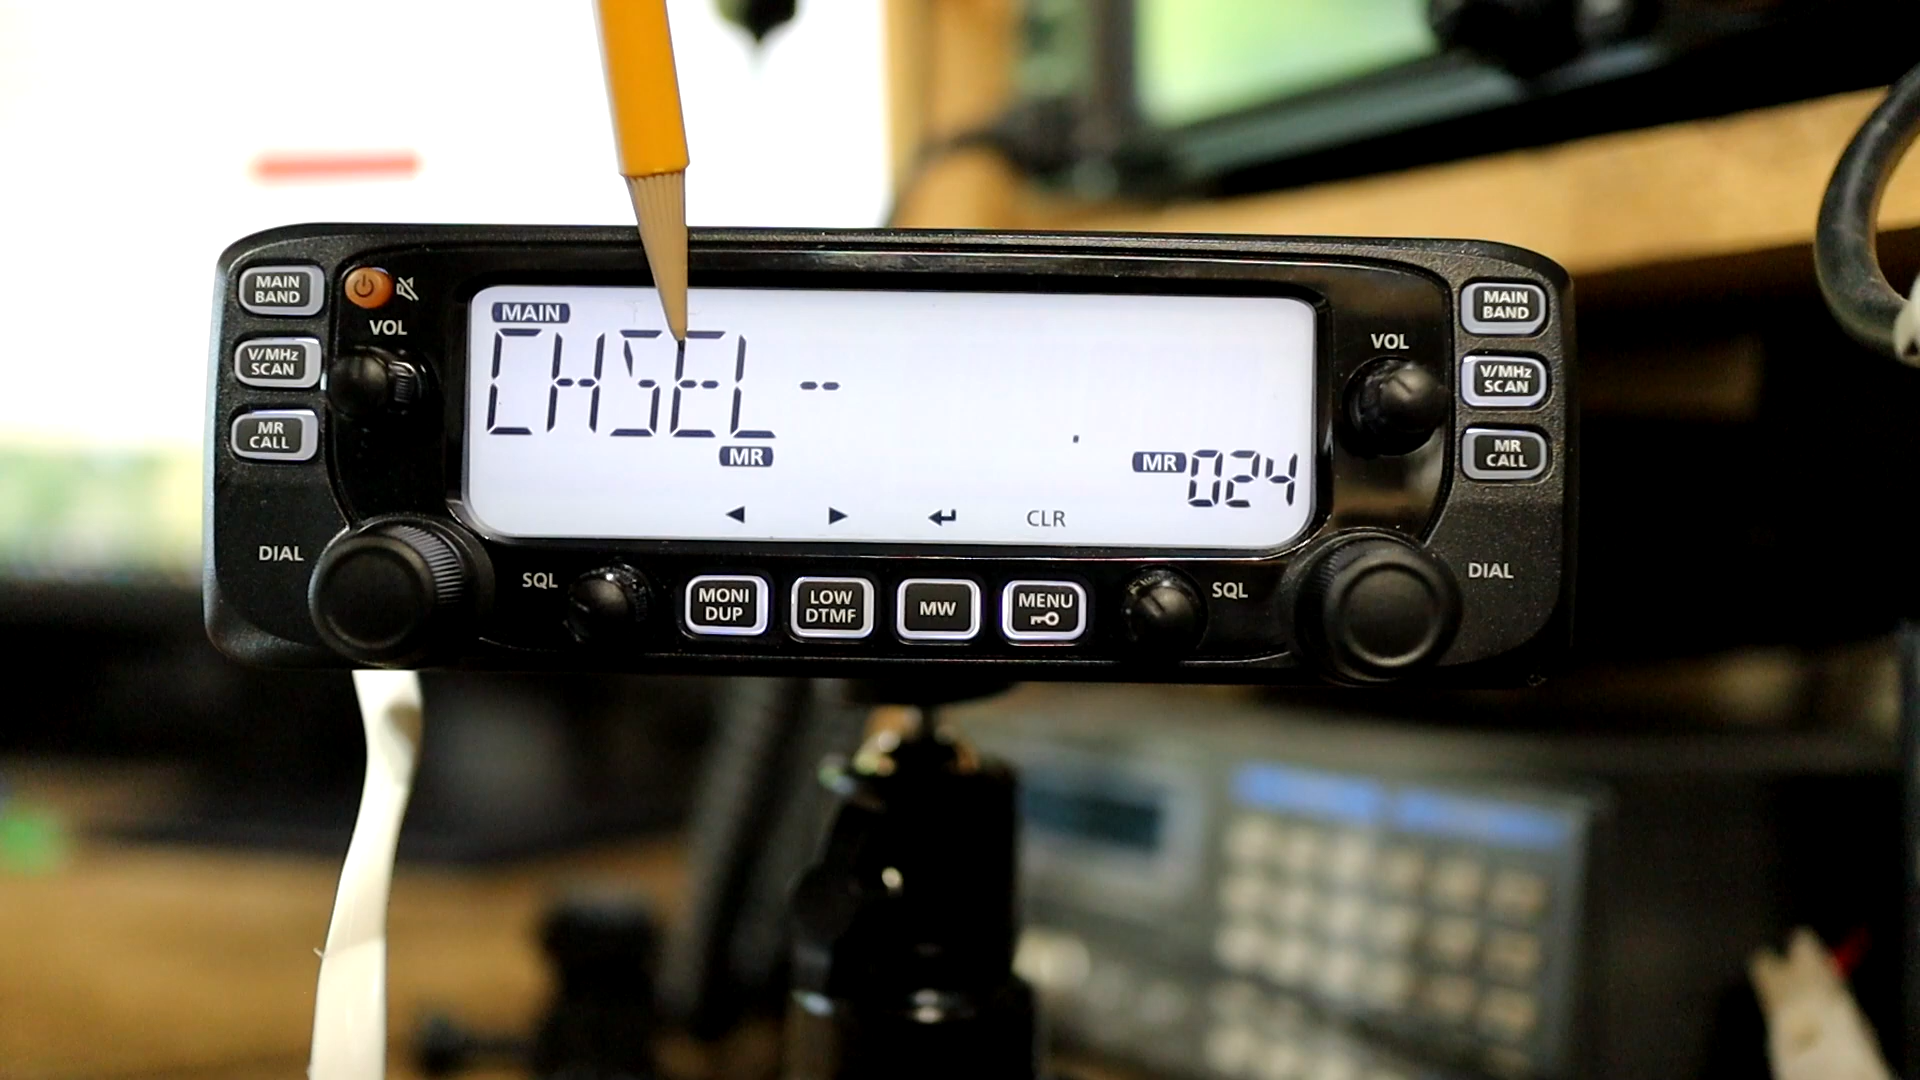 MAIN BAND
V/MHz SCAN
MR CALL
VOL
DIAL
MAIN
CHSEL --
MR
.
MR 024
◀ ▶ ↵ CLR
SQL
MONI DUP
LOW DTMF
MW
MENU
SQL
VOL
MAIN BAND
V/MHz SCAN
MR CALL
DIAL